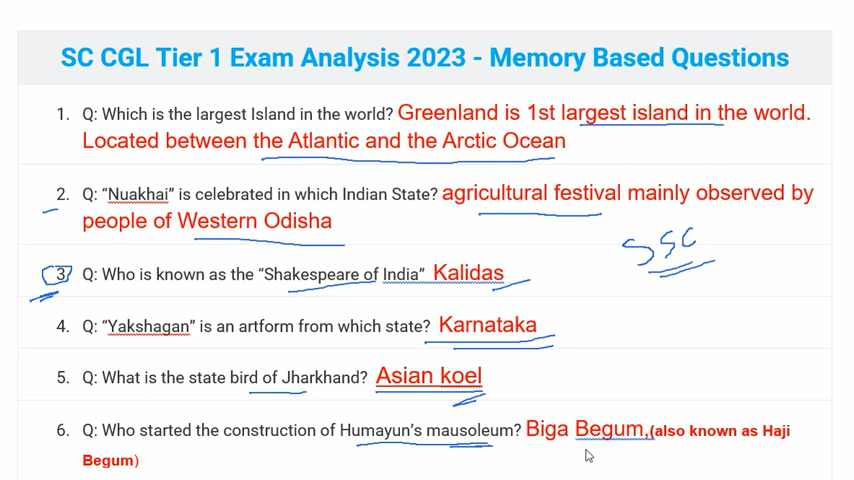 SC CGL Tier 1 Exam Analysis 2023 - Memory Based Questions
1. Q: Which is the largest Island in the world? Greenland is 1st largest island in the world.
Located between the Atlantic and the Arctic Ocean
2. Q: “Nuakhai” is celebrated in which Indian State? agricultural festival mainly observed by
people of Western Odisha
SSC
3. Q: Who is known as the “Shakespeare of India” Kalidas
4. Q: “Yakshagan” is an artform from which state? Karnataka
5. Q: What is the state bird of Jharkhand? Asian koel
6. Q: Who started the construction of Humayun’s mausoleum? Biga Begum,(also known as Haji
Begum)